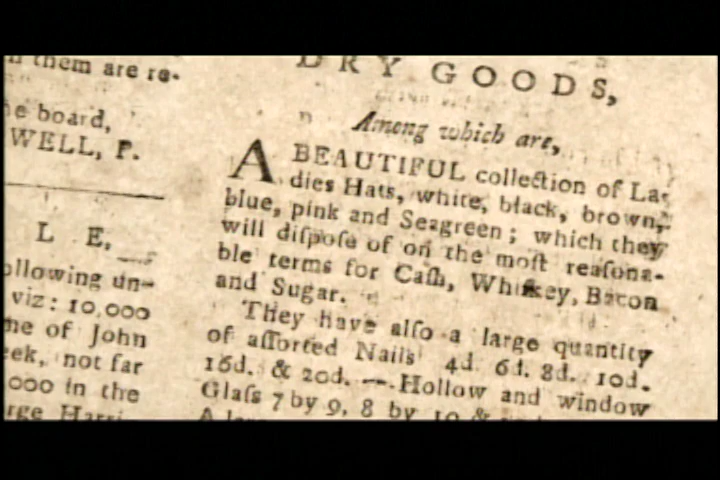 n them are re-
he board,
WELL, P.
L E,
ollowing un-
viz: 10,000
me of John
eek, not far
,000 in the
rge Harri
DRY GOODS,
Among which are,
A BEAUTIFUL collection of La-
dies Hats, white, black, brown,
blue, pink and Seagreen; which they
will diſpoſe of on the moſt reaſona-
ble terms for Caſh, Whiskey, Bacon
and Sugar.
They have alſo a large quantity
of aſſorted Nails 4d. 6d. 8d. 10d.
16d. & 20d. — Hollow and window
Glaſs 7 by 9, 8 by 10 &